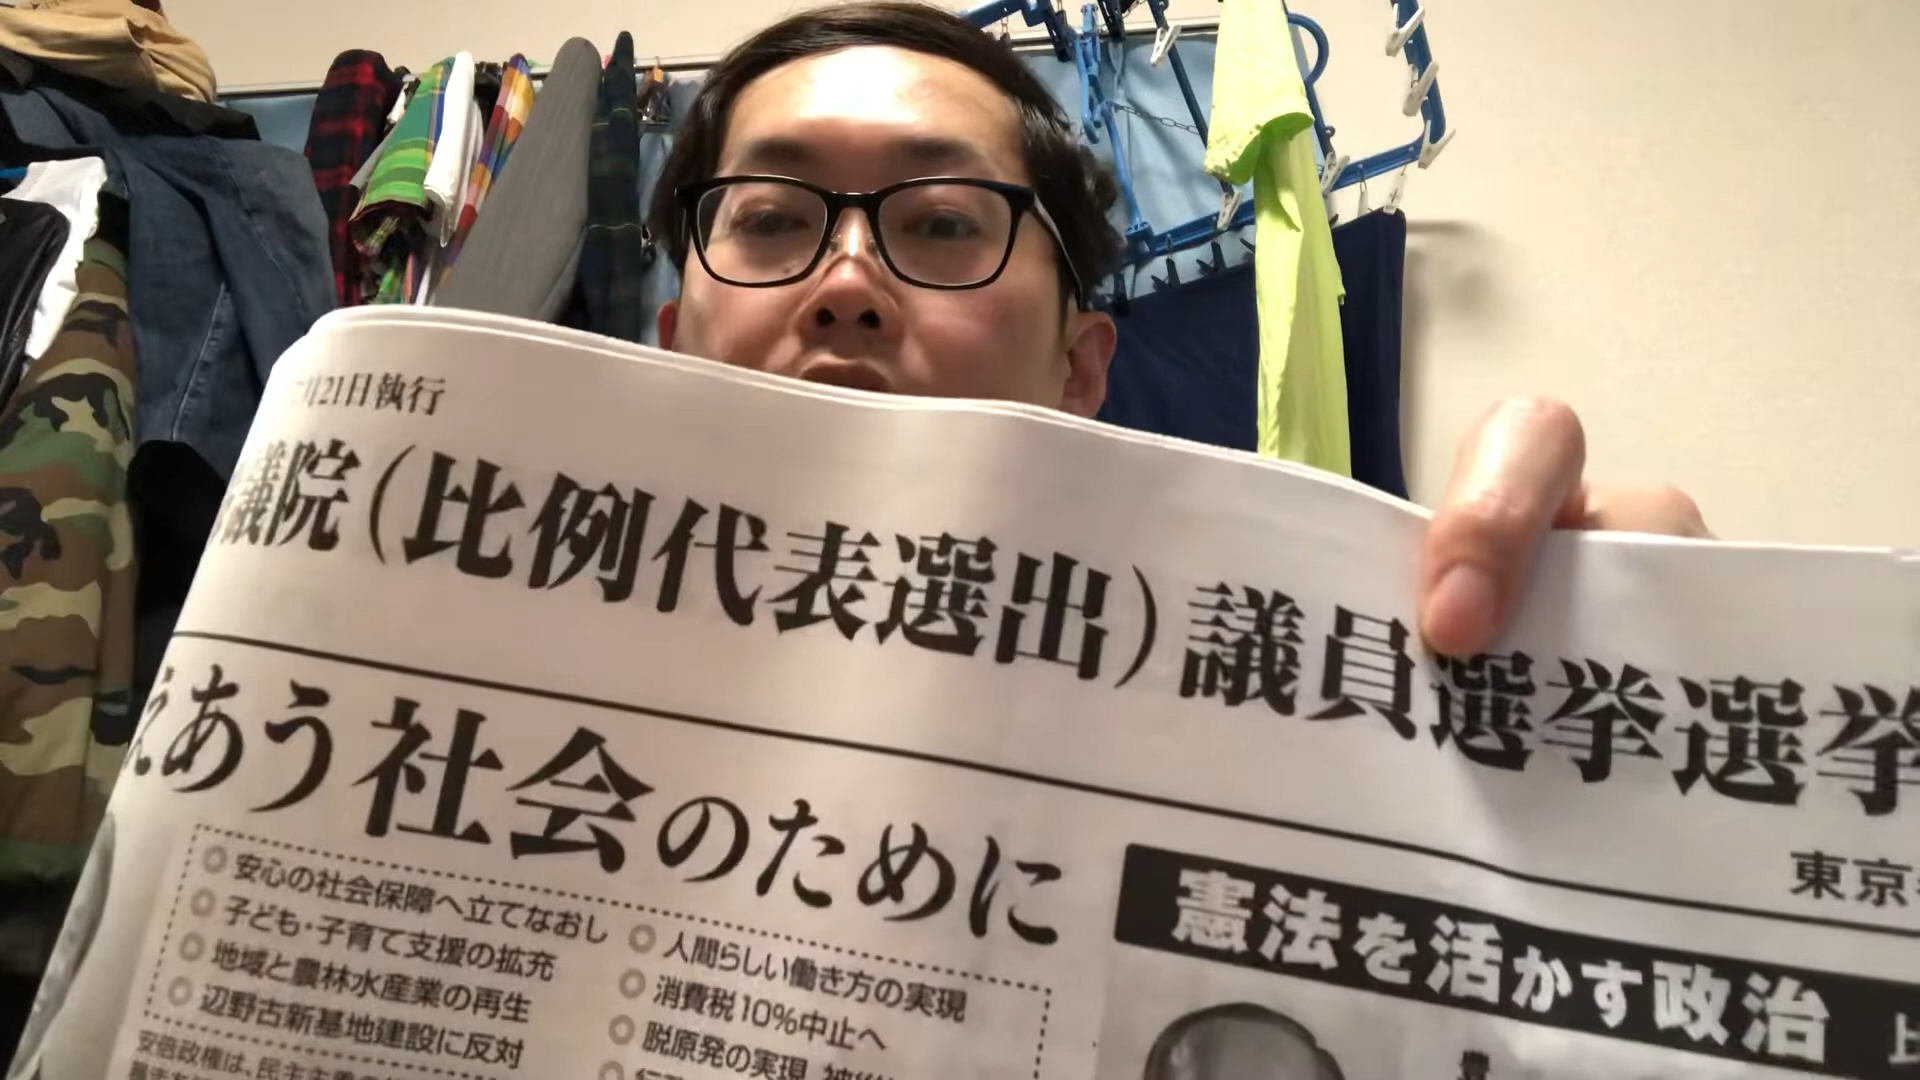 月21日執行
議院(比例代表選出)議員選挙選挙
東京
えあう社会のために
◎安心の社会保障へ立てなおし
◎子ども・子育て支援の拡充
◎地域と農林水産業の再生
◎辺野古新基地建設に反対
◎人間らしい働き方の実現
◎消費税10%中止へ
◎脱原発の実現
安倍政権は、民主主義の
憲法を活かす政治
比
豊